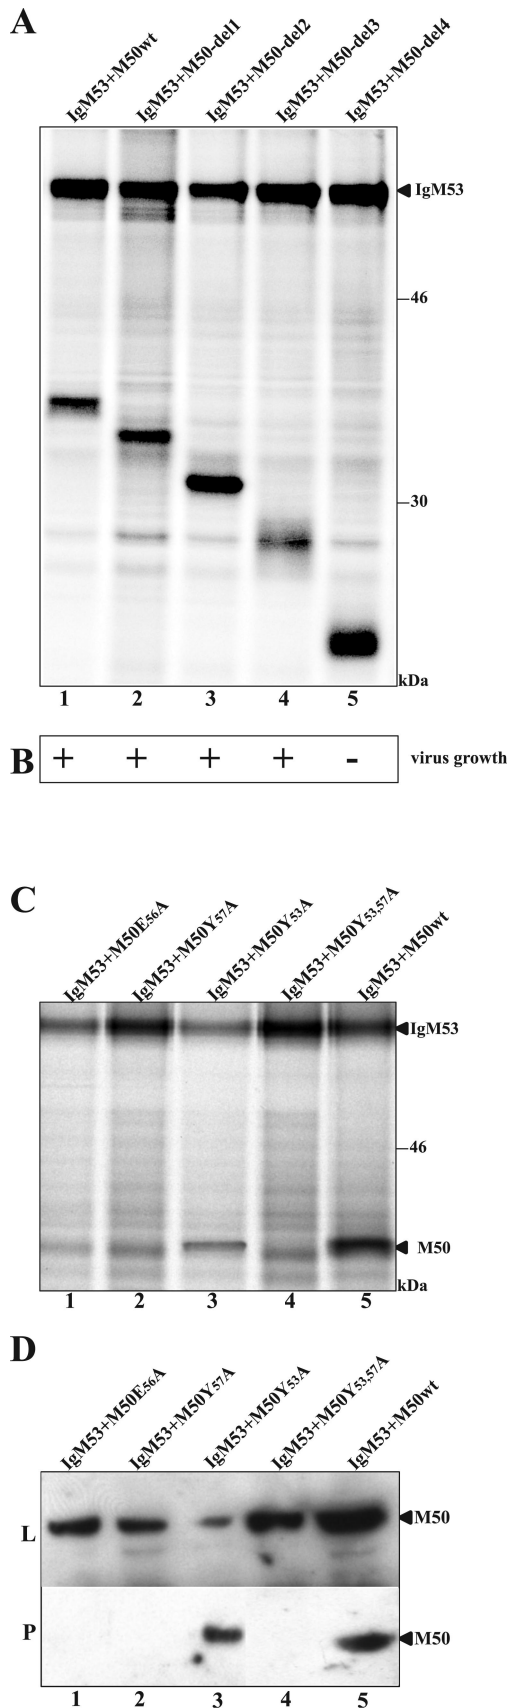 A
IgM53+M50wt
IgM53+M50-del1
IgM53+M50-del2
IgM53+M50-del3
IgM53+M50-del4
IgM53
46
30
kDa
1 2 3 4 5
B + + + + - virus growth
C
IgM53+M50E56A
IgM53+M50Y57A
IgM53+M50Y53A
IgM53+M50Y53,57A
IgM53+M50wt
IgM53
46
M50
kDa
1 2 3 4 5
D
IgM53+M50E56A
IgM53+M50Y57A
IgM53+M50Y53A
IgM53+M50Y53,57A
IgM53+M50wt
L M50
P M50
1 2 3 4 5